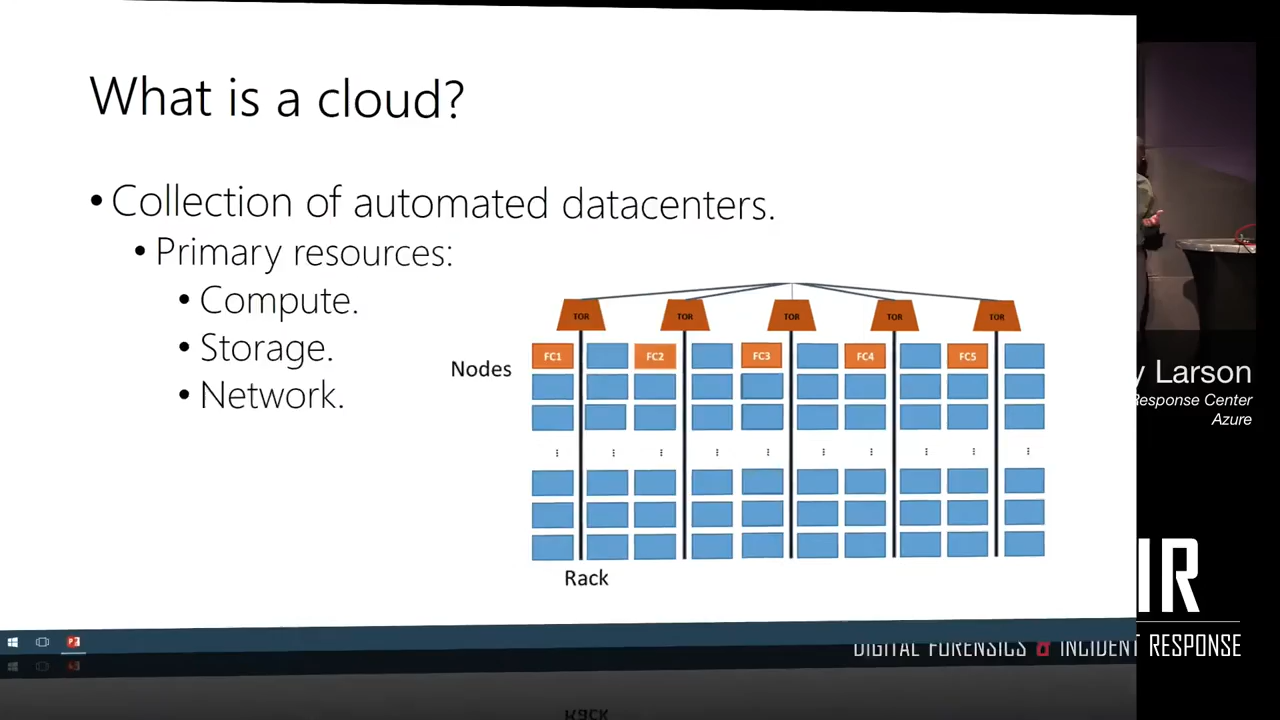 What is a cloud?
• Collection of automated datacenters.
• Primary resources:
• Compute.
• Storage.
• Network.
TOR TOR TOR TOR TOR
Nodes
FC1 FC2 FC3 FC4 FC5
Rack
y Larson
Response Center
Azure
IR
DIGITAL FORENSICS & INCIDENT RESPONSE
Rack